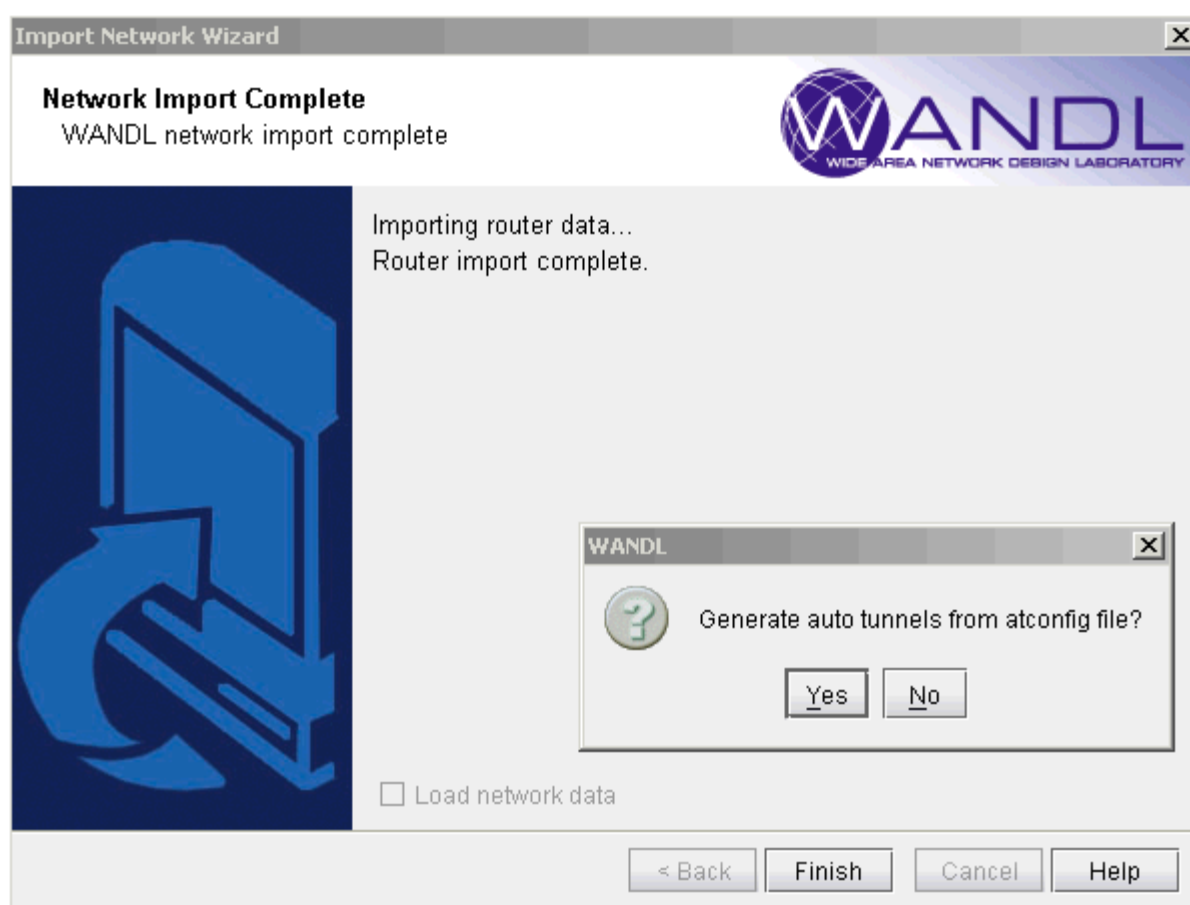 Import Network Wizard
Network Import Complete
WANDL network import complete
WANDL
WIDE AREA NETWORK DESIGN LABORATORY
Importing router data...
Router import complete.
WANDL
Generate auto tunnels from atconfig file?
Yes No
Load network data
< Back Finish Cancel Help